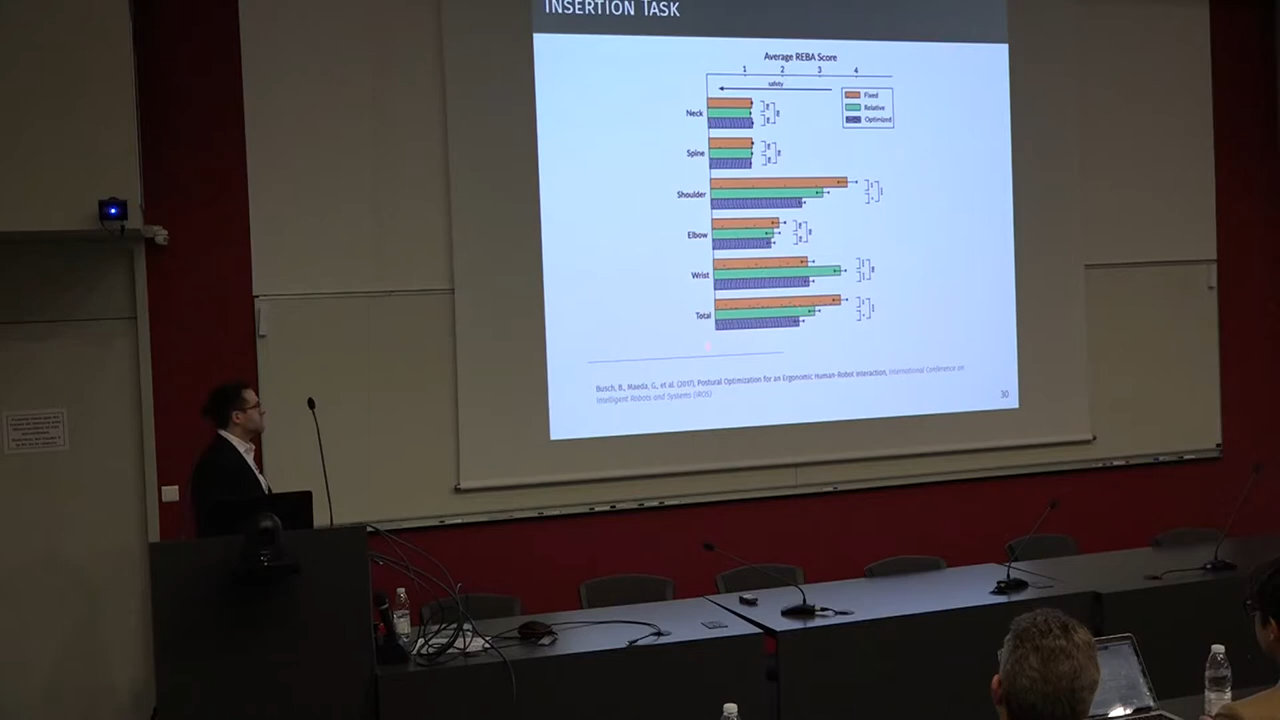 INSERTION TASK
Average REBA Score
1 2 3 4
safety
Fixed
Relative
Optimized
Neck
Spine
Shoulder
Elbow
Wrist
Total
Busch, B., Maeda, G., et al. (2017), Postural Optimization for an Ergonomic Human-Robot Interaction, International Conference on
Intelligent Robots and Systems (IROS)
30